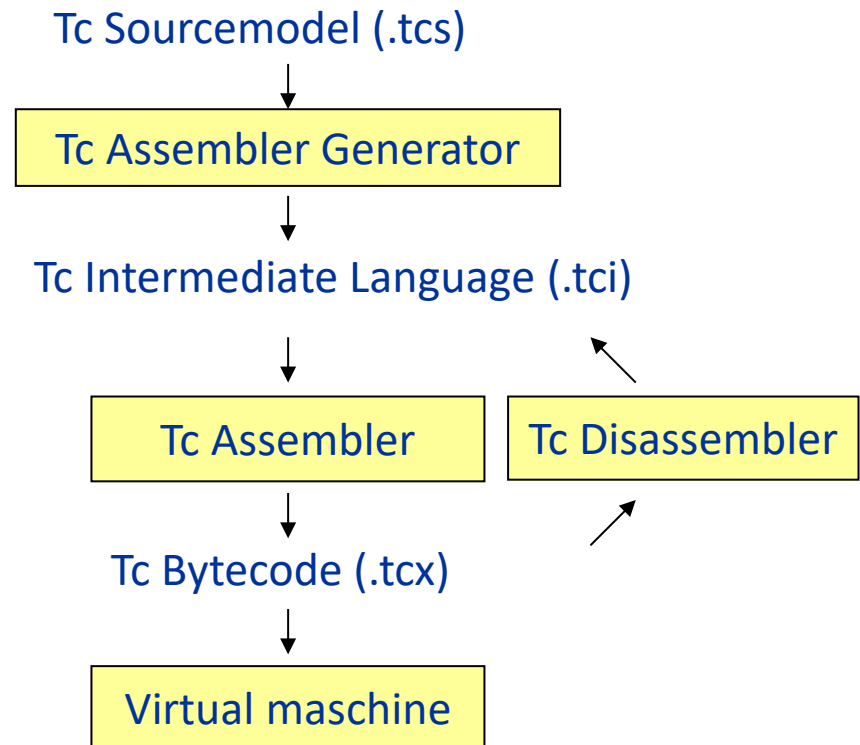 Tc Sourcemodel (.tcs)
Tc Assembler Generator
Tc Intermediate Language (.tci)
Tc Assembler
Tc Disassembler
Tc Bytecode (.tcx)
Virtual maschine